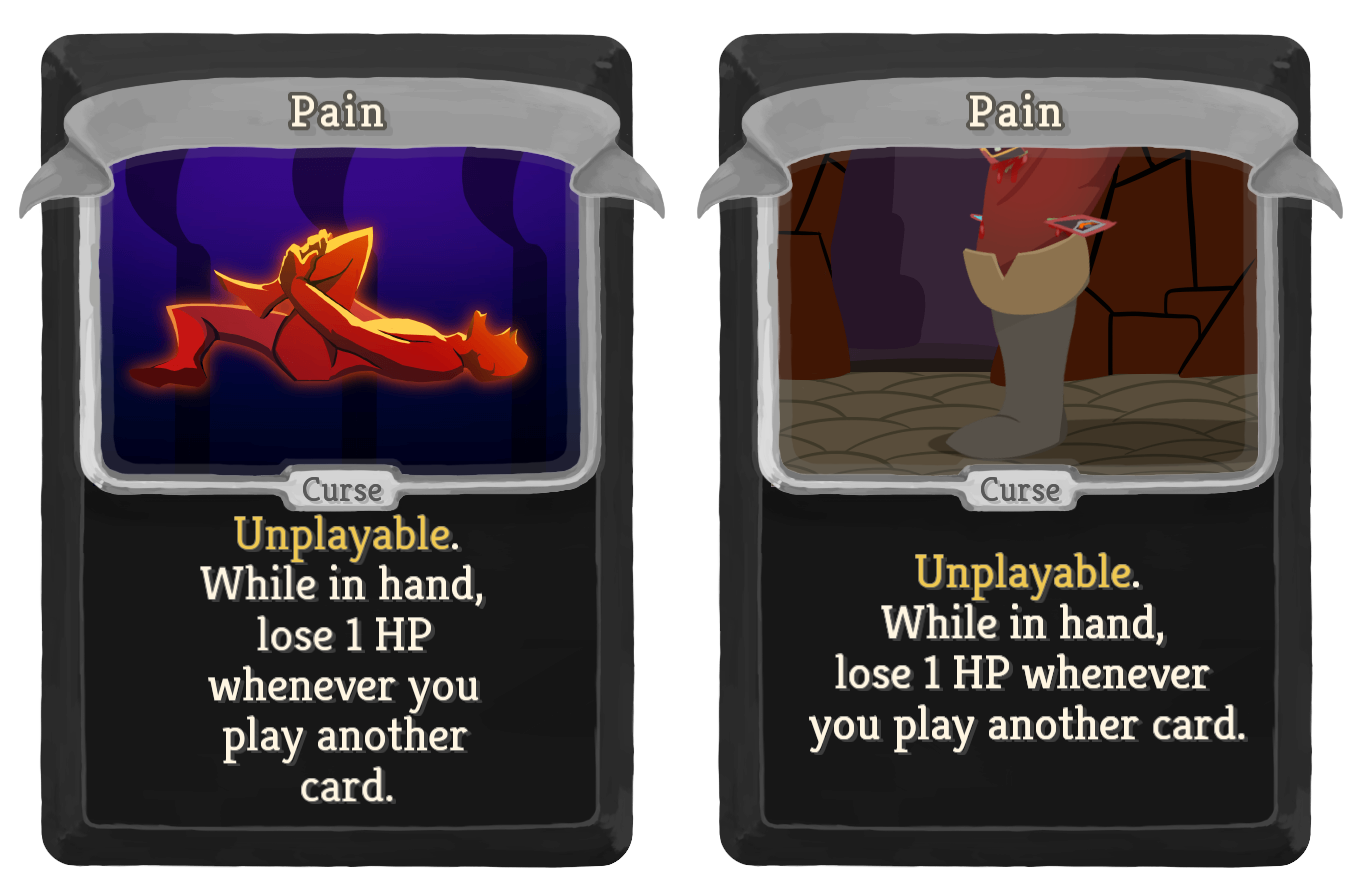 Pain
Curse
Unplayable.
While in hand,
lose 1 HP
whenever you
play another
card.
Pain
Curse
Unplayable.
While in hand,
lose 1 HP whenever
you play another card.